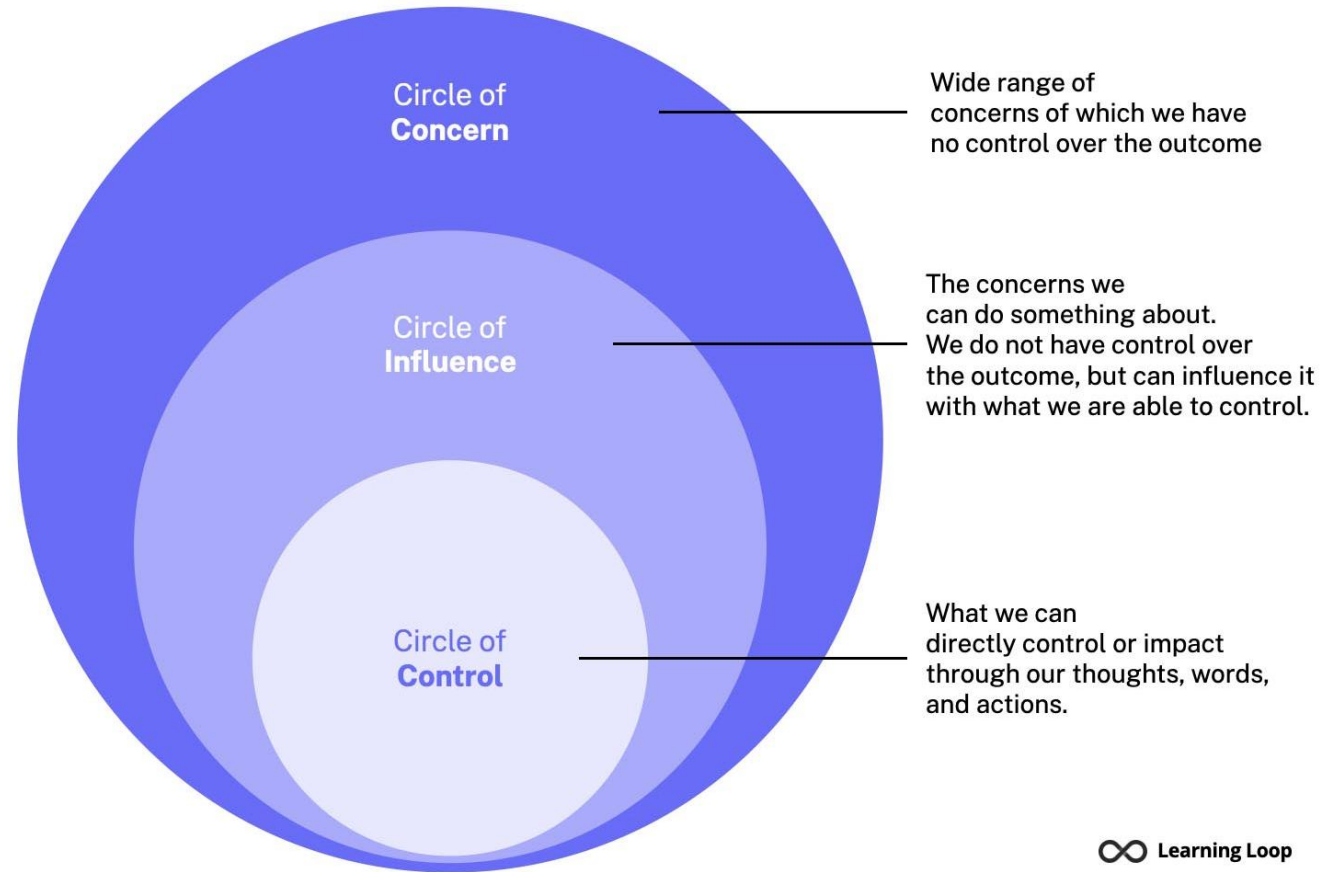 Circle of
Concern
Wide range of
concerns of which we have
no control over the outcome
Circle of
Influence
The concerns we
can do something about.
We do not have control over
the outcome, but can influence it
with what we are able to control.
Circle of
Control
What we can
directly control or impact
through our thoughts, words,
and actions.
Learning Loop